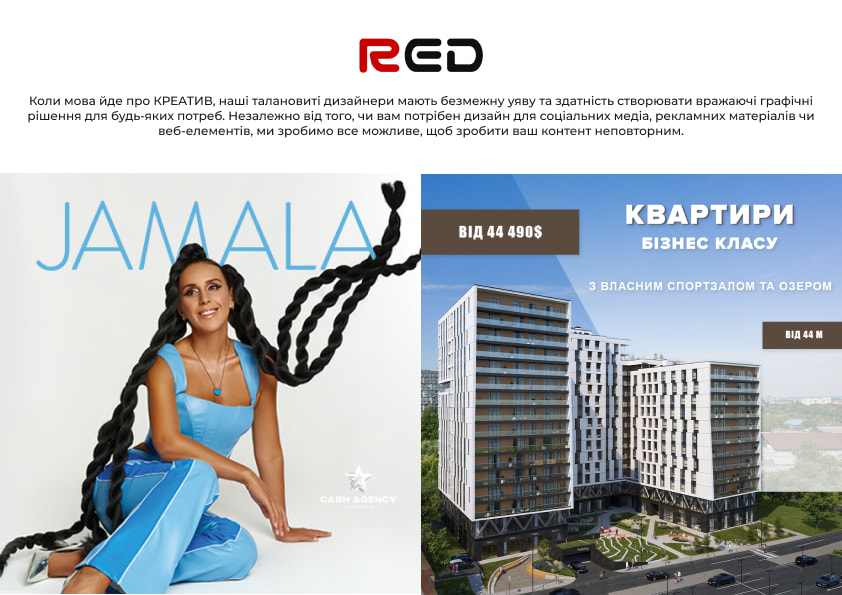 RED
Коли мова йде про КРЕАТИВ, наші талановиті дизайнери мають безмежну уяву та здатність створювати вражаючі графічні
рішення для будь-яких потреб. Незалежно від того, чи вам потрібен дизайн для соціальних медіа, рекламних матеріалів чи
веб-елементів, ми зробимо все можливе, щоб зробити ваш контент неповторним.
JAMALA
CASH AGENCY
ВІД 44 490$
КВАРТИРИ
БІЗНЕС КЛАСУ
З ВЛАСНИМ СПОРТЗАЛОМ ТА ОЗЕРОМ
ВІД 44 М